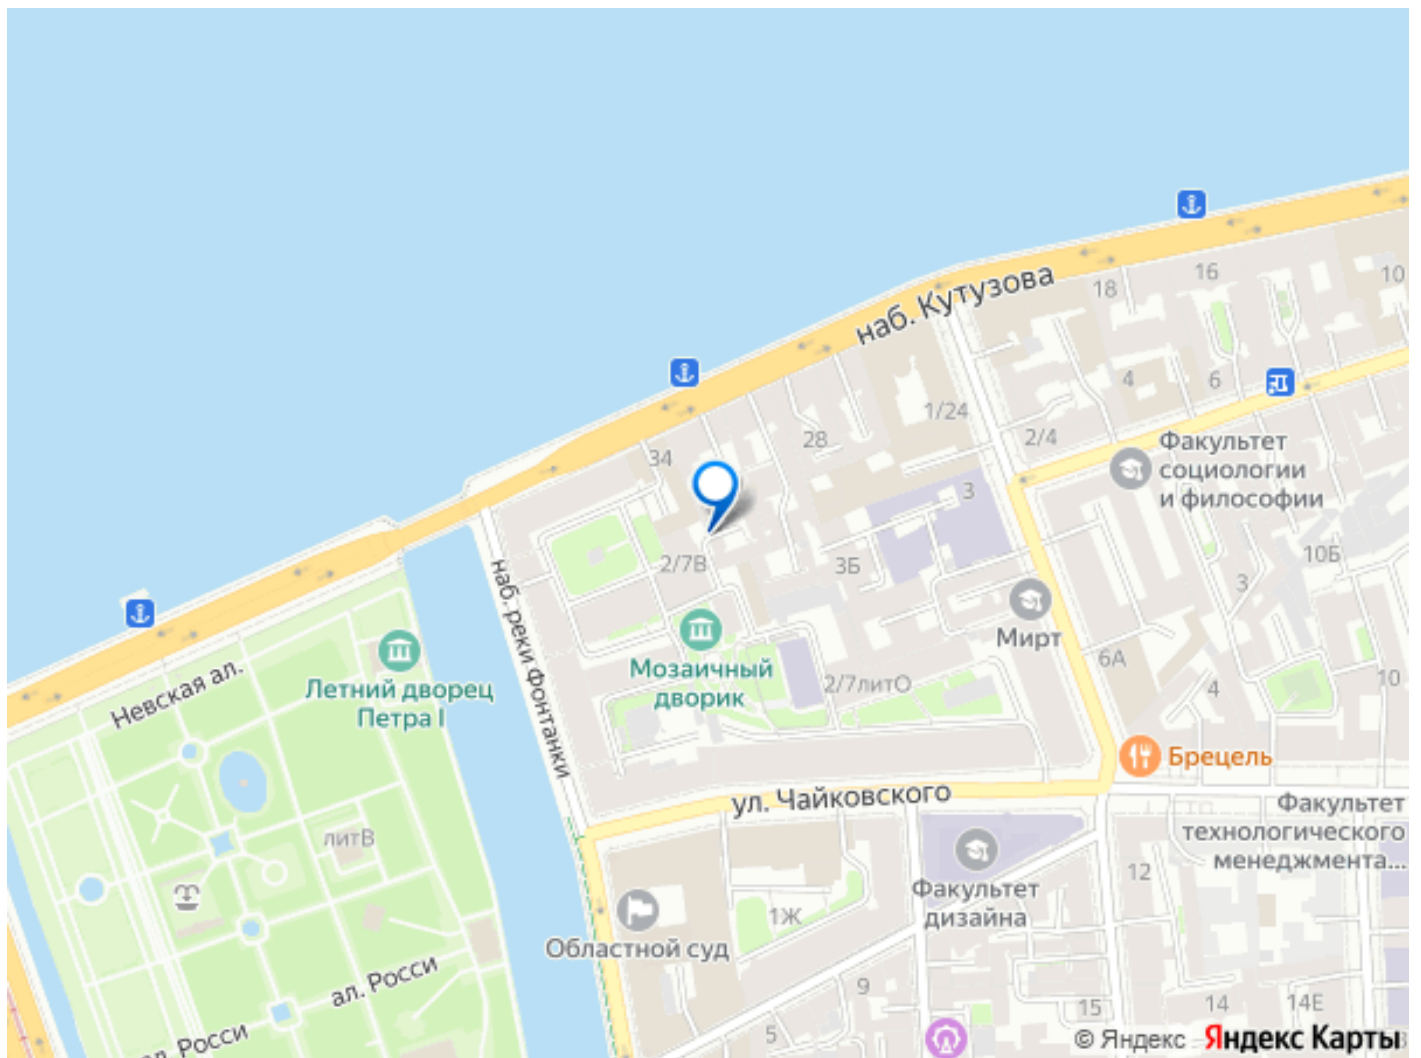 наб. Кутузова
16
10
18
4
6
1/24
2/4
28
34
Факультет
социологии
и философии
3
10Б
2/7В
3Б
3
наб. реки фонтанки
Мирт
6А
Мозаичный
дворик
Летний дворец
Петра I
Невская ал.
2/7литО
4
10
Брецель
ул. Чайковского
Факультет
технологического
менеджмента...
литВ
12
Факультет
дизайна
1Ж
Областной суд
ал. Росси
9
15
14
14Е
5
ал. Росси
© Яндекс
Яндекс Карты